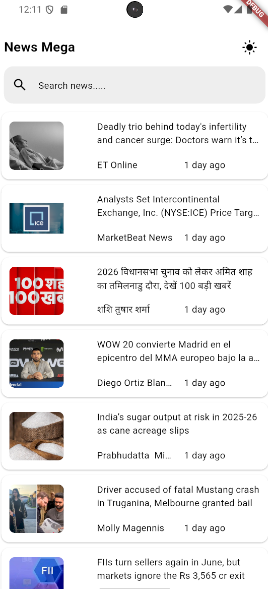 12:11
DEBUG
News Mega
Search news.....
Deadly trio behind today's infertility
and cancer surge: Doctors warn it's t...
ET Online 1 day ago
ICE
Analysts Set Intercontinental
Exchange, Inc. (NYSE:ICE) Price Targ...
MarketBeat News 1 day ago
100 शहर
100 खबर
2026 विधानसभा चुनाव को लेकर अमित शाह
का तमिलनाडु दौरा, देखें 100 बड़ी खबरें
शशि तुषार शर्मा 1 day ago
WOW 20 convierte Madrid en el
epicentro del MMA europeo bajo la a...
Diego Ortiz Blan... 1 day ago
India's sugar output at risk in 2025-26
as cane acreage slips
Prabhudatta Mi... 1 day ago
Driver accused of fatal Mustang crash
in Truganina, Melbourne granted bail
Molly Magennis 1 day ago
FII
FIIs turn sellers again in June, but
markets ignore the Rs 3,565 cr exit